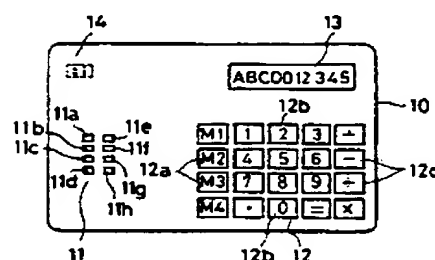 14
13
ABCD012345
10
11a
11e
11b
11f
11c
11d
11g
11h
11
12a
12b
M1 1 2 3 ÷
M2 4 5 6 −
M3 7 8 9 ÷
M4 · 0 = ×
12c
12b
12